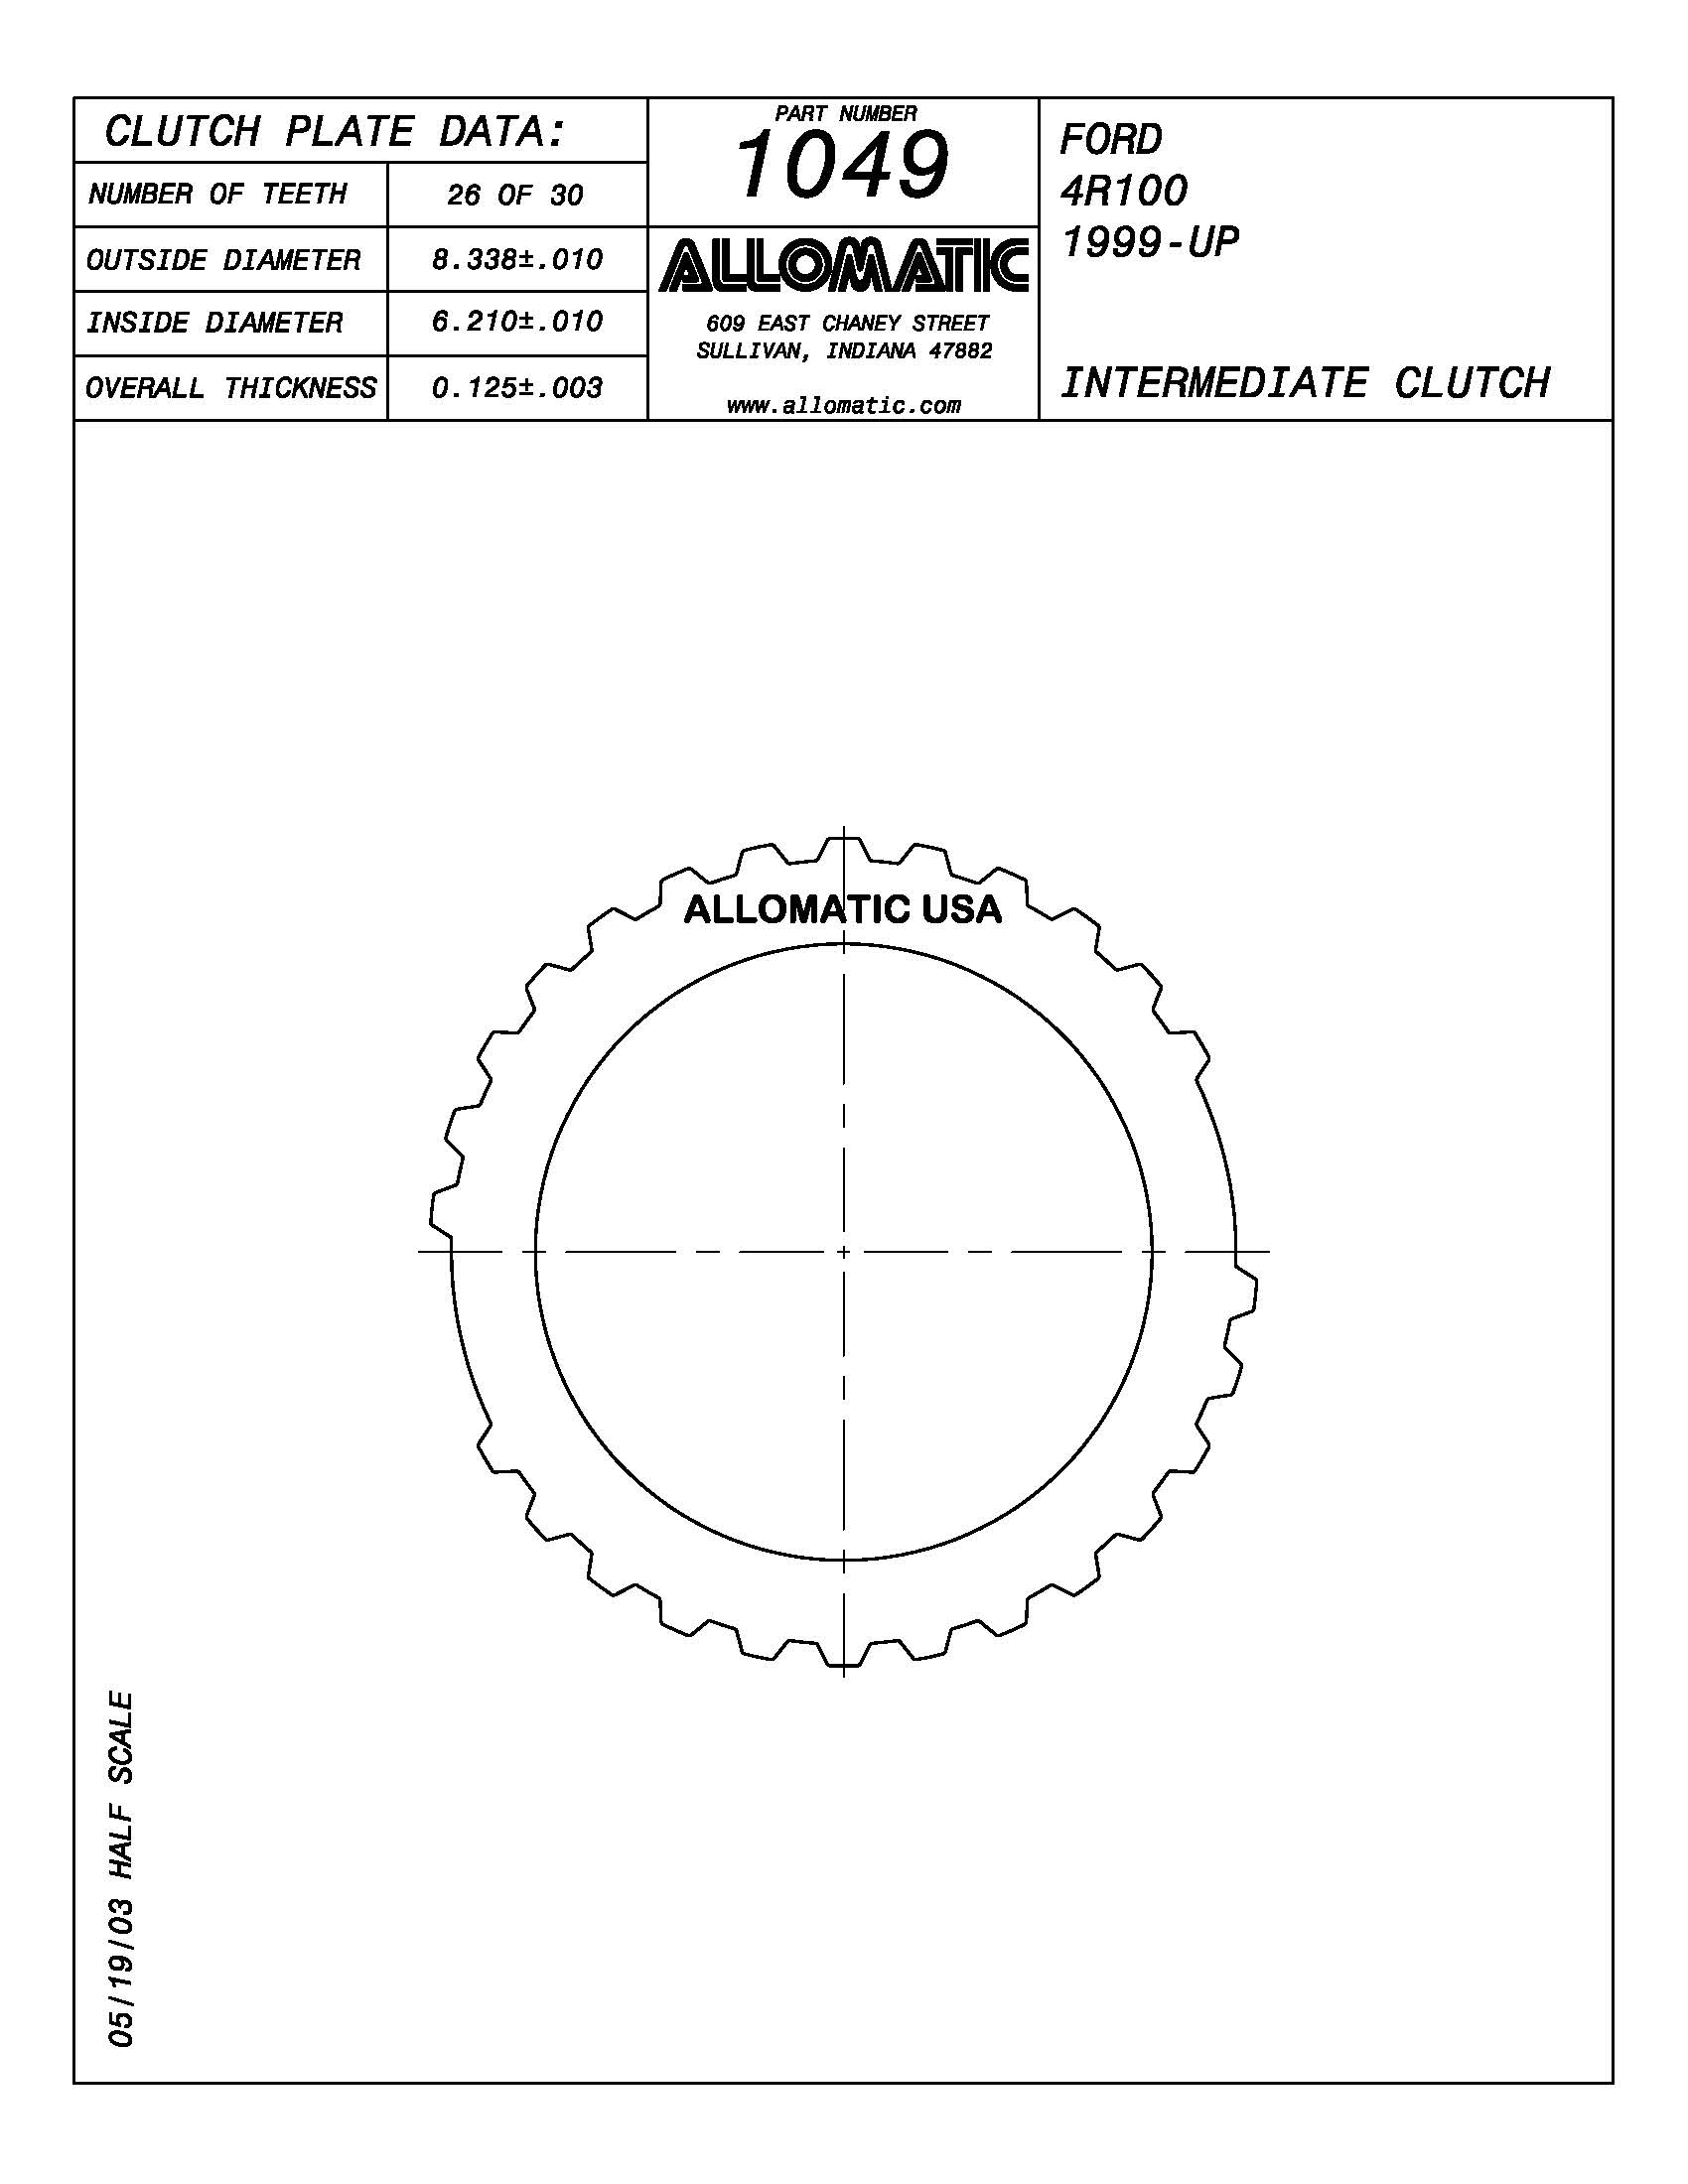 CLUTCH PLATE DATA:
NUMBER OF TEETH 26 OF 30
OUTSIDE DIAMETER 8.338±.010
INSIDE DIAMETER 6.210±.010
OVERALL THICKNESS 0.125±.003
PART NUMBER
1049
ALLOMATIC
609 EAST CHANEY STREET
SULLIVAN, INDIANA 47882
www.allomatic.com
FORD
4R100
1999-UP
INTERMEDIATE CLUTCH
ALLOMATIC USA
05/19/03 HALF SCALE